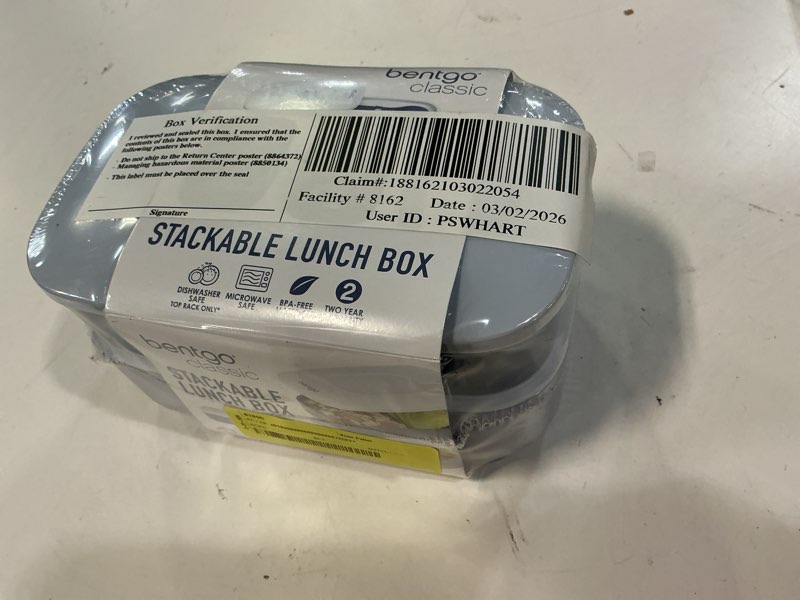 bentgo
classic
Box Verification
I reviewed and sealed this box. I ensured that the
contents of this box are in compliance with the
following posters below.
- Do not ship to the Return Center poster (8864372)
- Managing hazardous material poster (8850134)
- This label must be placed over the seal
Signature
Claim#:188162103022054
Facility # 8162 Date : 03/02/2026
User ID : PSWHART
STACKABLE LUNCH BOX
DISHWASHER
SAFE
TOP RACK ONLY*
MICROWAVE
SAFE
BPA-FREE
2
TWO YEAR
bentgo
classic
STACKABLE
LUNCH BOX